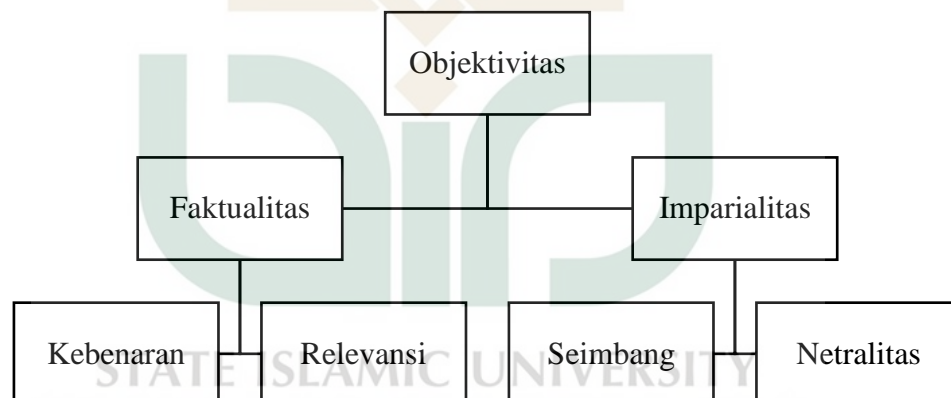 Objektivitas
Faktualitas
Imparialitas
Kebenaran
Relevansi
Seimbang
Netralitas
STATE ISLAMIC UNIVERSITY